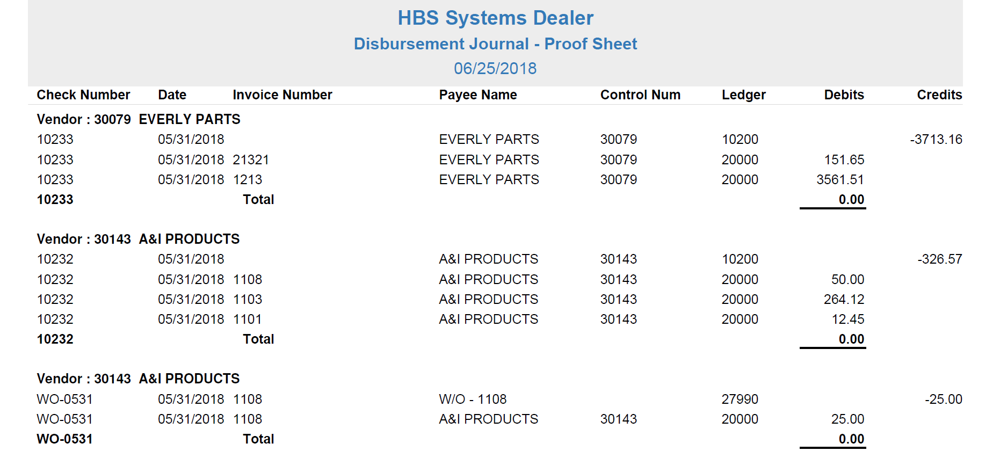 HBS Systems Dealer
Disbursement Journal - Proof Sheet
06/25/2018
Check Number Date Invoice Number Payee Name Control Num Ledger Debits Credits
Vendor : 30079 EVERLY PARTS
10233 05/31/2018 EVERLY PARTS 30079 10200 -3713.16
10233 05/31/2018 21321 EVERLY PARTS 30079 20000 151.65
10233 05/31/2018 1213 EVERLY PARTS 30079 20000 3561.51
10233 Total 0.00
Vendor : 30143 A&I PRODUCTS
10232 05/31/2018 A&I PRODUCTS 30143 10200 -326.57
10232 05/31/2018 1108 A&I PRODUCTS 30143 20000 50.00
10232 05/31/2018 1103 A&I PRODUCTS 30143 20000 264.12
10232 05/31/2018 1101 A&I PRODUCTS 30143 20000 12.45
10232 Total 0.00
Vendor : 30143 A&I PRODUCTS
WO-0531 05/31/2018 1108 W/O - 1108 27990 -25.00
WO-0531 05/31/2018 1108 A&I PRODUCTS 30143 20000 25.00
WO-0531 Total 0.00